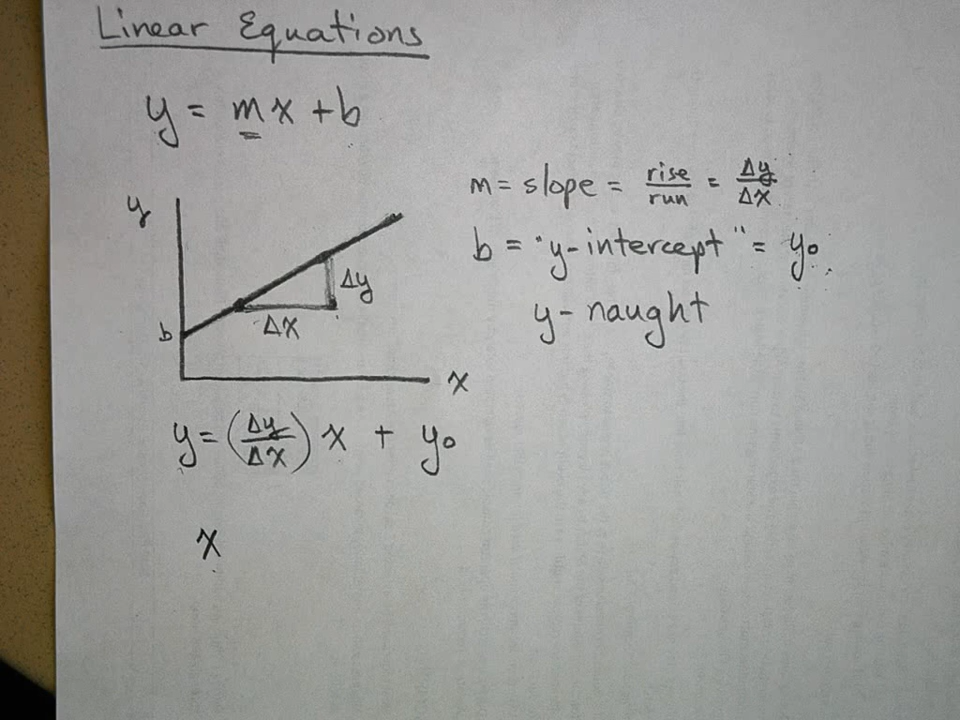 Linear Equations
y = mx + b
m = slope = rise/run = Δy/Δx
b = "y-intercept" = y₀
y-naught
y
Δy
Δx
b
x
y = (Δy/Δx) x + y₀
x